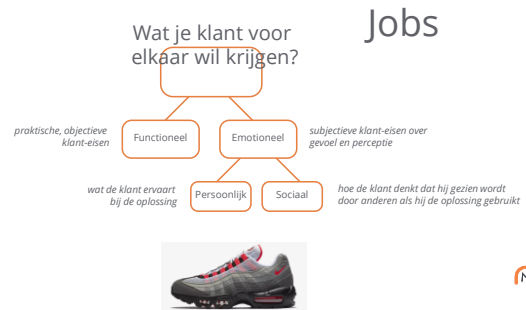 Jobs
Wat je klant voor
elkaar wil krijgen?
praktische, objectieve
klant-eisen
Functioneel
Emotioneel
subjectieve klant-eisen over
gevoel en perceptie
wat de klant ervaart
bij de oplossing
Persoonlijk
Sociaal
hoe de klant denkt dat hij gezien wordt
door anderen als hij de oplossing gebruikt